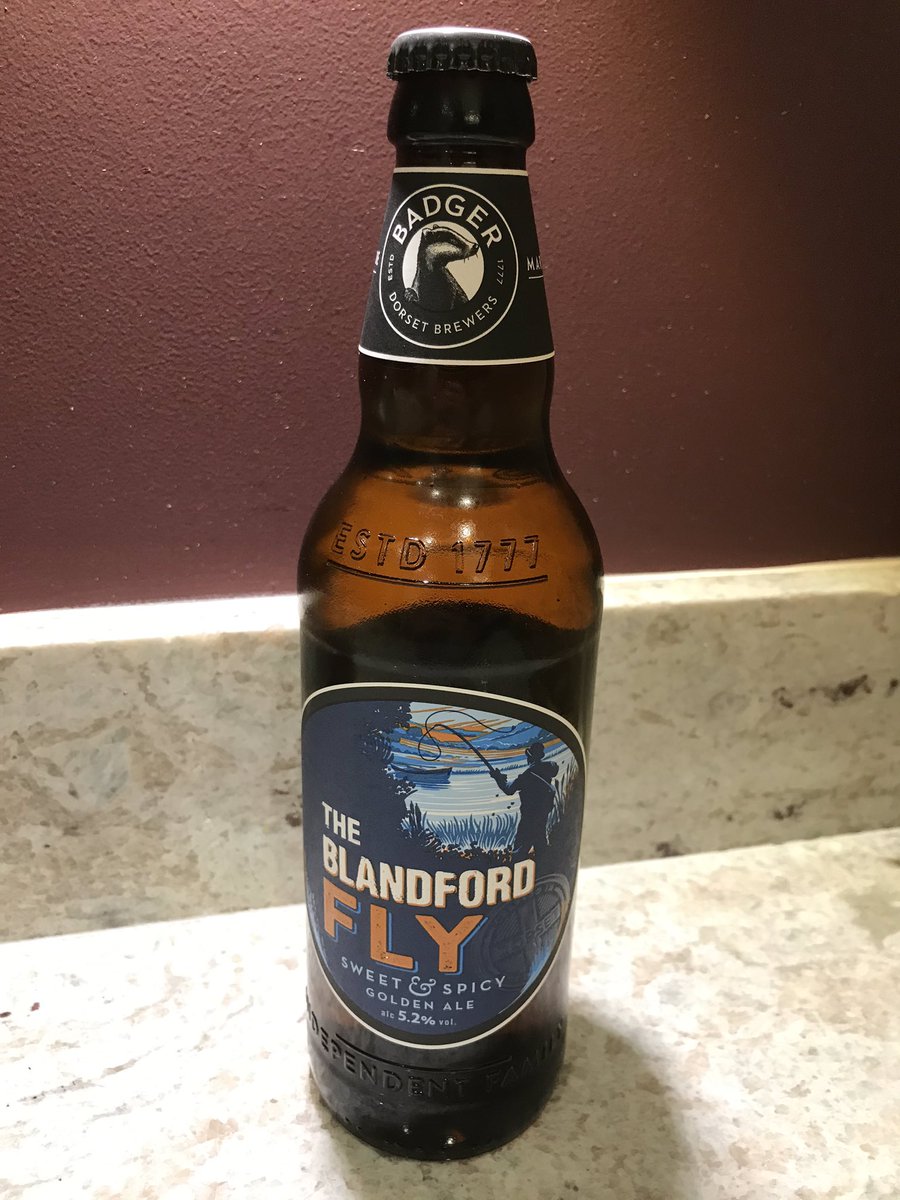 BADGER
ESTD 1777
DORSET BREWERS
ESTD 1777
THE
BLANDFORD
FLY
SWEET & SPICY
GOLDEN ALE
alc 5.2% vol.